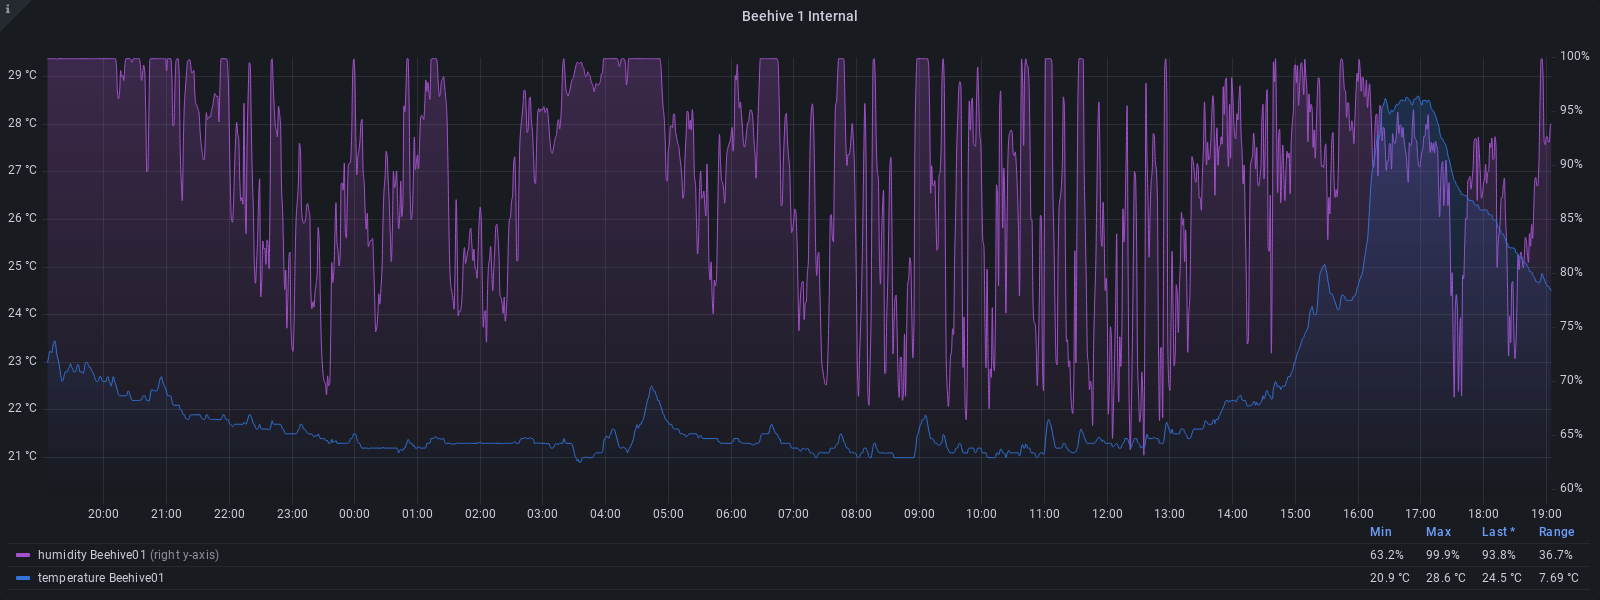 i
Beehive 1 Internal
29 °C
28 °C
27 °C
26 °C
25 °C
24 °C
23 °C
22 °C
21 °C
100%
95%
90%
85%
80%
75%
70%
65%
60%
20:00 21:00 22:00 23:00 00:00 01:00 02:00 03:00 04:00 05:00 06:00 07:00 08:00 09:00 10:00 11:00 12:00 13:00 14:00 15:00 16:00 17:00 18:00 19:00
Min Max Last * Range
humidity Beehive01 (right y-axis) 63.2% 99.9% 93.8% 36.7%
temperature Beehive01 20.9 °C 28.6 °C 24.5 °C 7.69 °C